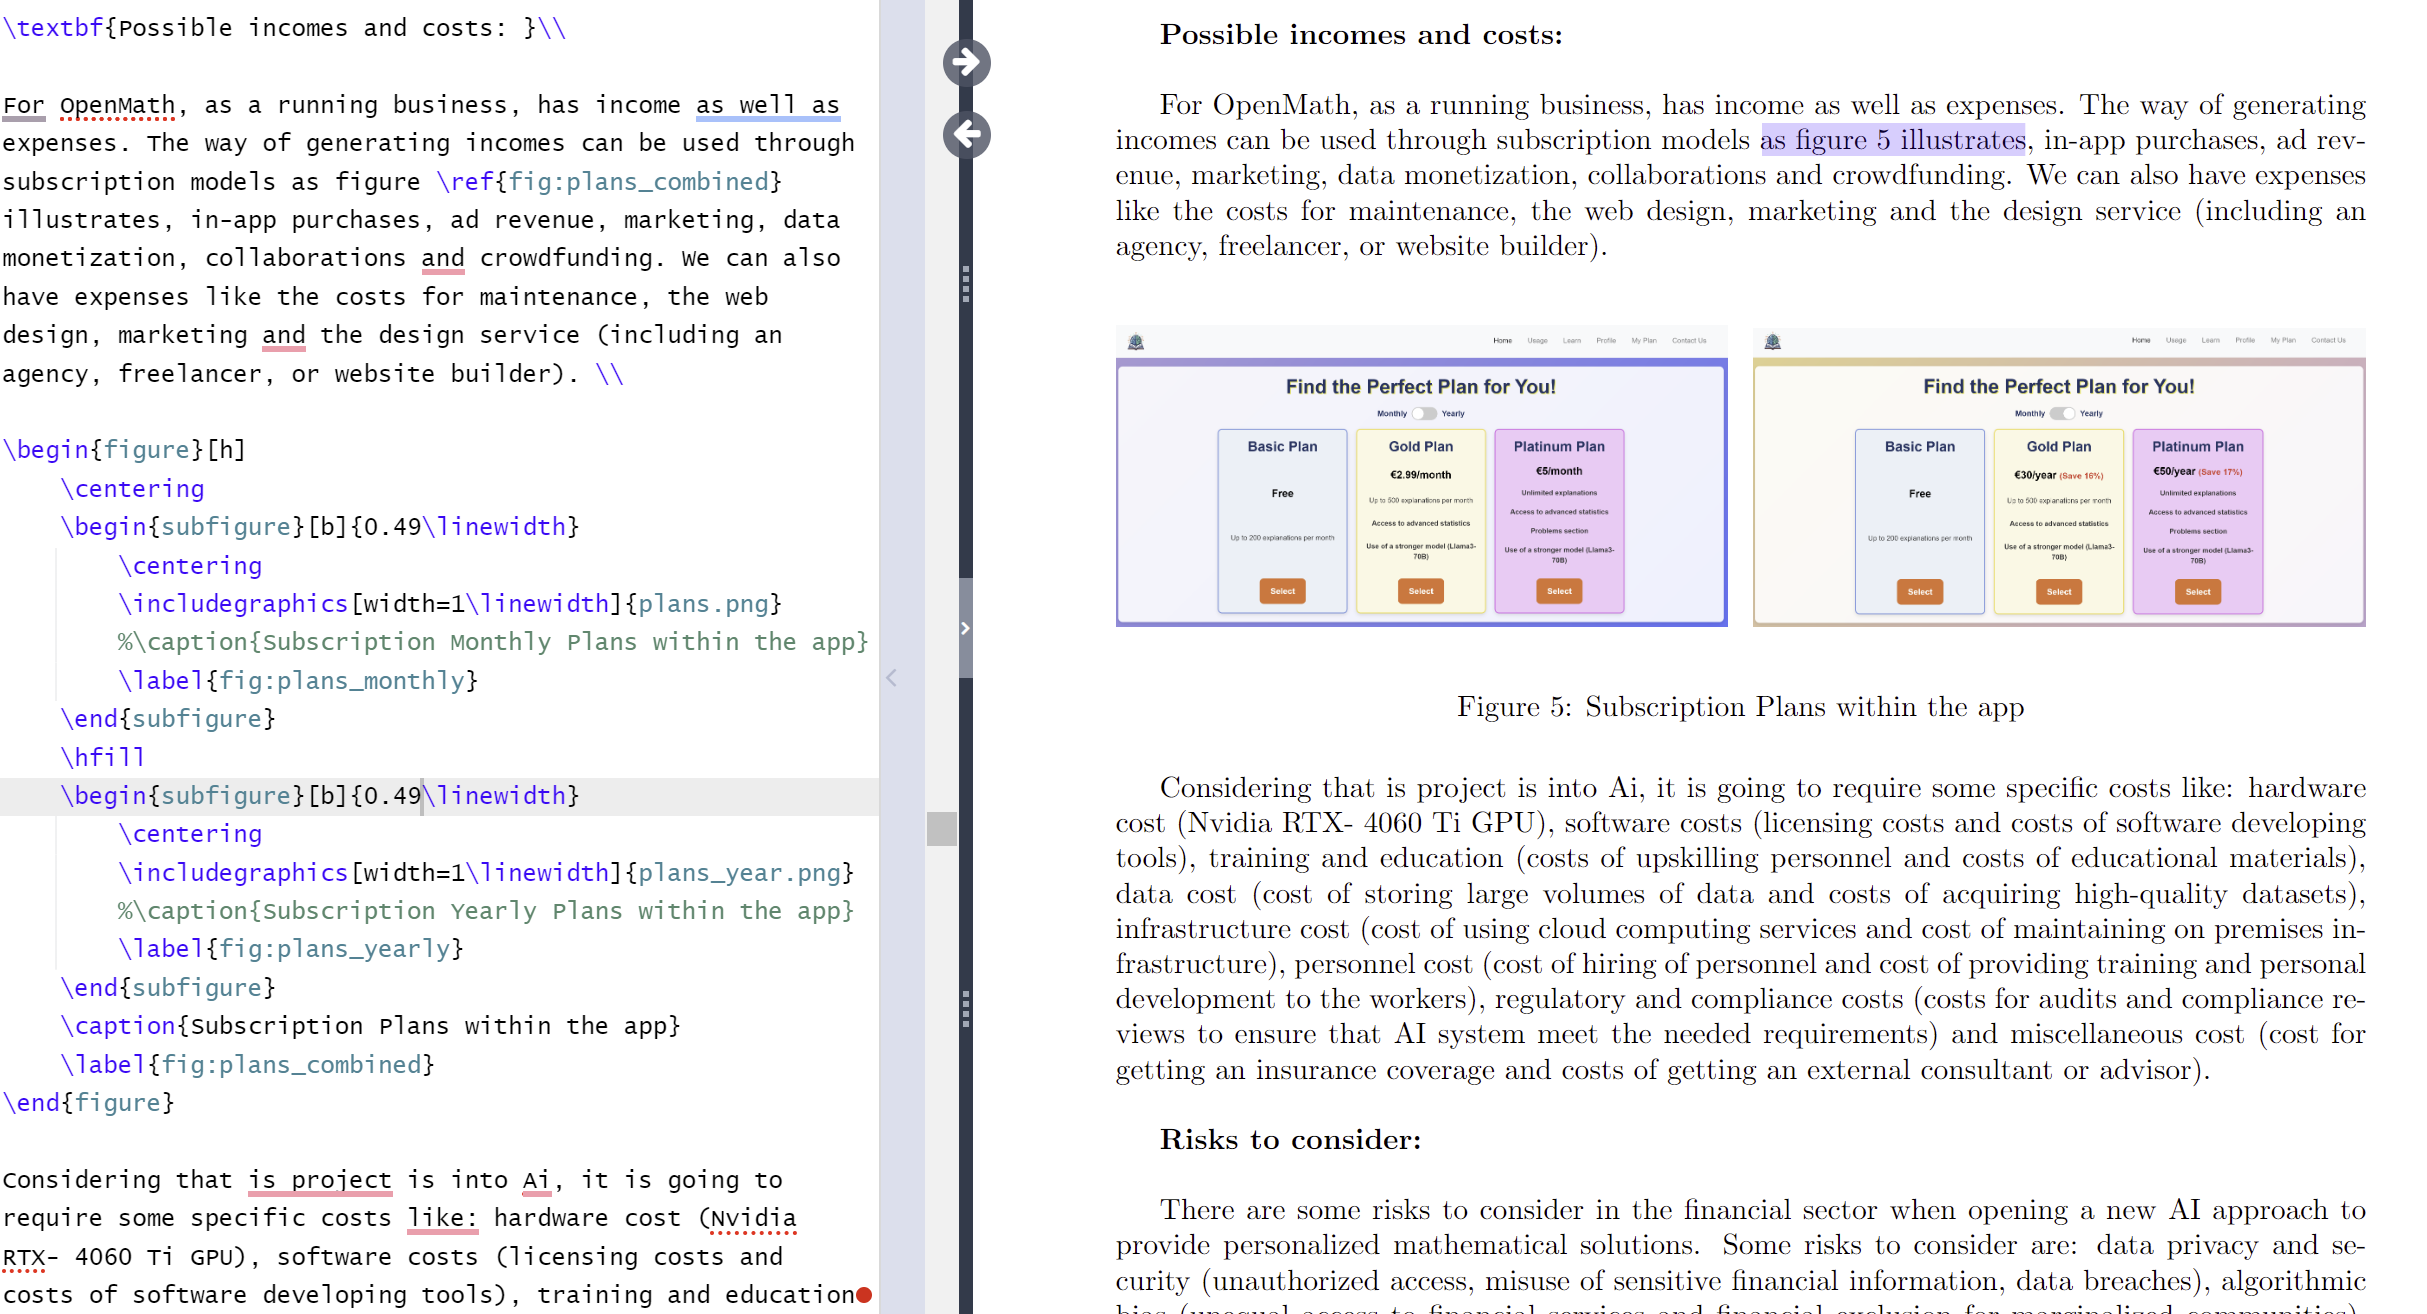 \textbf{Possible incomes and costs: }\\
For OpenMath, as a running business, has income as well as
expenses. The way of generating incomes can be used through
subscription models as figure \ref{fig:plans_combined}
illustrates, in-app purchases, ad revenue, marketing, data
monetization, collaborations and crowdfunding. We can also
have expenses like the costs for maintenance, the web
design, marketing and the design service (including an
agency, freelancer, or website builder). \\
\begin{figure}[h]
\centering
\begin{subfigure}[b]{0.49\linewidth}
\centering
\includegraphics[width=1\linewidth]{plans.png}
%\caption{Subscription Monthly Plans within the app}
\label{fig:plans_monthly}
\end{subfigure}
\hfill
\begin{subfigure}[b]{0.49\linewidth}
\centering
\includegraphics[width=1\linewidth]{plans_year.png}
%\caption{Subscription Yearly Plans within the app}
\label{fig:plans_yearly}
\end{subfigure}
\caption{Subscription Plans within the app}
\label{fig:plans_combined}
\end{figure}
Considering that is project is into Ai, it is going to
require some specific costs like: hardware cost (Nvidia
RTX- 4060 Ti GPU), software costs (licensing costs and
costs of software developing tools), training and education
Possible incomes and costs:
For OpenMath, as a running business, has income as well as expenses. The way of generating
incomes can be used through subscription models as figure 5 illustrates, in-app purchases, ad rev-
enue, marketing, data monetization, collaborations and crowdfunding. We can also have expenses
like the costs for maintenance, the web design, marketing and the design service (including an
agency, freelancer, or website builder).
Home Usage Learn Profile My Plan Contact Us
Find the Perfect Plan for You!
Monthly Yearly
Basic Plan
Free
Up to 200 explanations per month
Select
Gold Plan
€2.99/month
Up to 500 explanations per month
Access to advanced statistics
Use of a stronger model (Llama3-
70B)
Select
Platinum Plan
€5/month
Unlimited explanations
Access to advanced statistics
Problems section
Use of a stronger model (Llama3-
70B)
Select
Home Usage Learn Profile My Plan Contact Us
Find the Perfect Plan for You!
Monthly Yearly
Basic Plan
Free
Up to 200 explanations per month
Select
Gold Plan
€30/year (Save 16%)
Up to 500 explanations per month
Access to advanced statistics
Use of a stronger model (Llama3-
70B)
Select
Platinum Plan
€50/year (Save 17%)
Unlimited explanations
Access to advanced statistics
Problems section
Use of a stronger model (Llama3-
70B)
Select
Figure 5: Subscription Plans within the app
Considering that is project is into Ai, it is going to require some specific costs like: hardware
cost (Nvidia RTX- 4060 Ti GPU), software costs (licensing costs and costs of software developing
tools), training and education (costs of upskilling personnel and costs of educational materials),
data cost (cost of storing large volumes of data and costs of acquiring high-quality datasets),
infrastructure cost (cost of using cloud computing services and cost of maintaining on premises in-
frastructure), personnel cost (cost of hiring of personnel and cost of providing training and personal
development to the workers), regulatory and compliance costs (costs for audits and compliance re-
views to ensure that AI system meet the needed requirements) and miscellaneous cost (cost for
getting an insurance coverage and costs of getting an external consultant or advisor).
Risks to consider:
There are some risks to consider in the financial sector when opening a new AI approach to
provide personalized mathematical solutions. Some risks to consider are: data privacy and se-
curity (unauthorized access, misuse of sensitive financial information, data breaches), algorithmic
bias (unequal access to financial services and financial exclusion for marginalized communities),